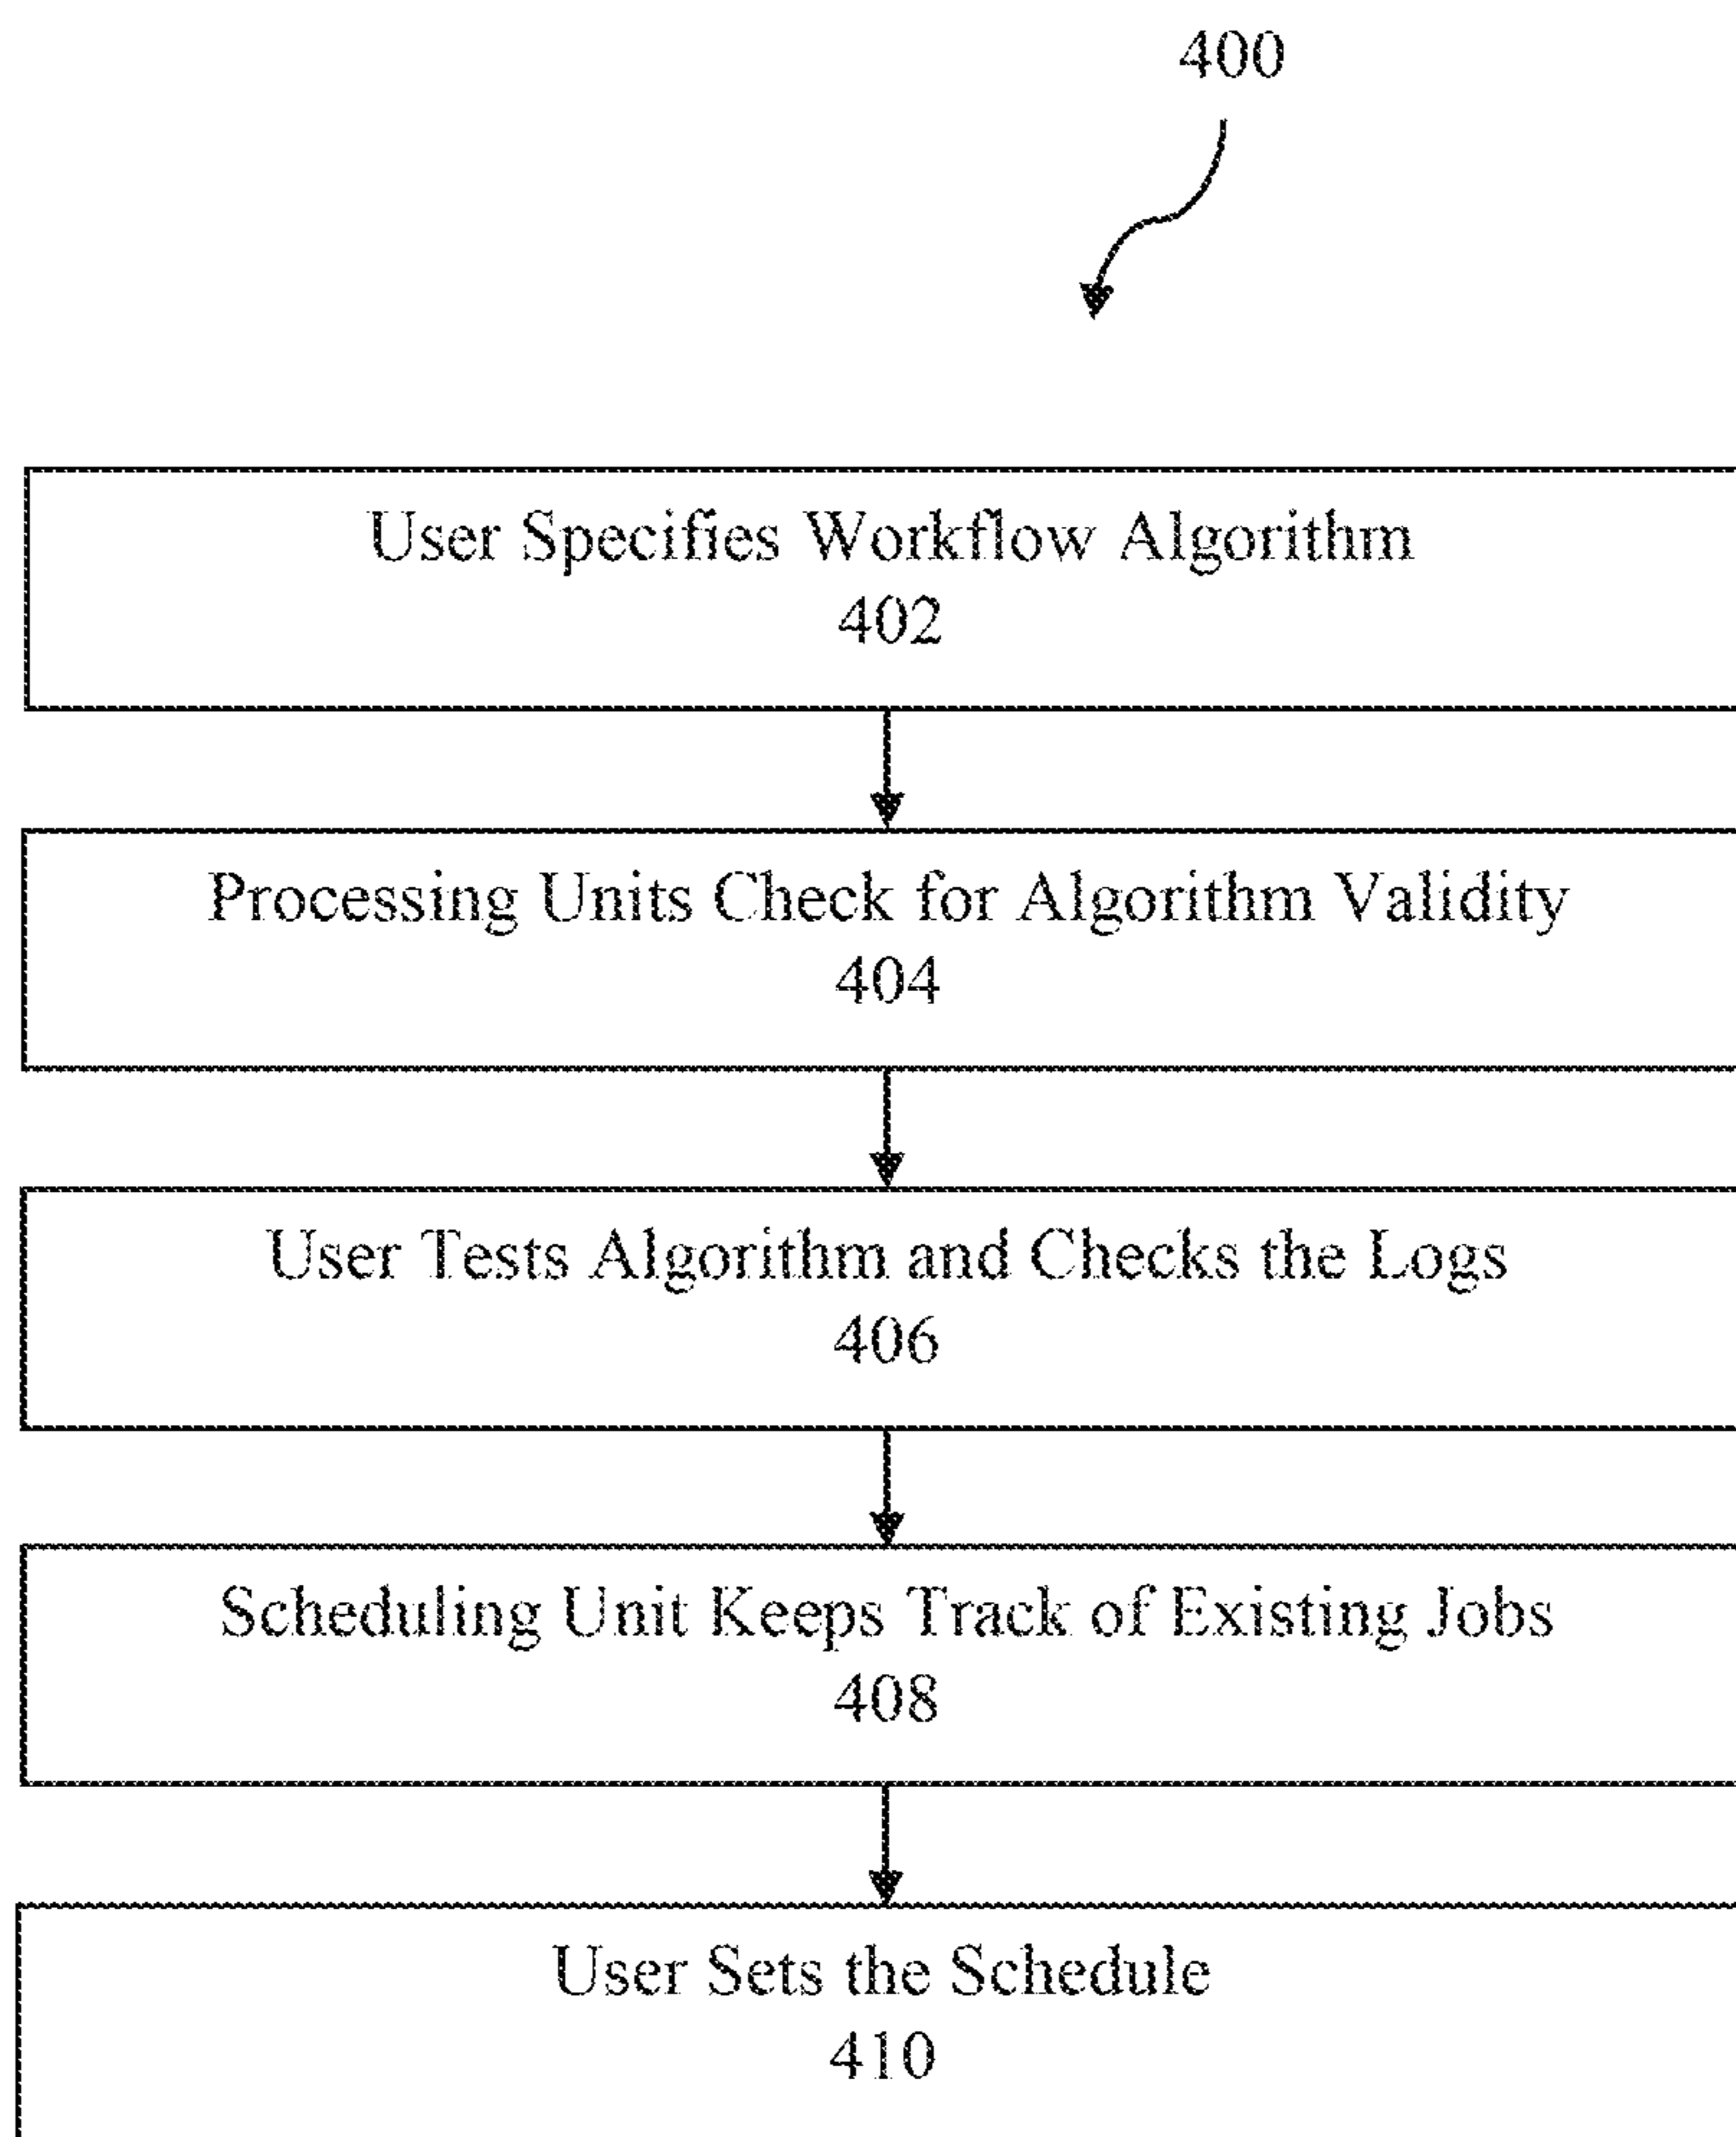 400
User Specifies Workflow Algorithm
402
Processing Units Check for Algorithm Validity
404
User Tests Algorithm and Checks the Logs
406
Scheduling Unit Keeps Track of Existing Jobs
408
User Sets the Schedule
410